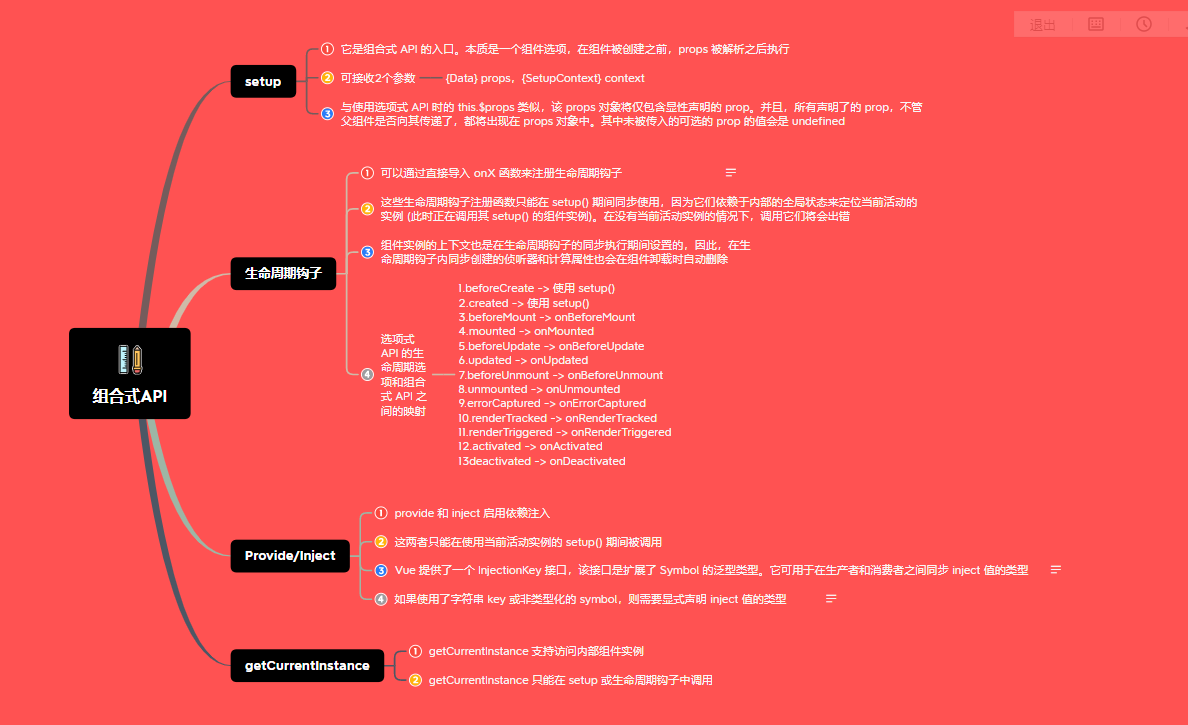 退出
组合式API
setup
1 它是组合式 API 的入口。本质是一个组件选项，在组件被创建之前，props 被解析之后执行
2 可接收2个参数 {Data} props，{SetupContext} context
3 与使用选项式 API 时的 this.$props 类似，该 props 对象将仅包含显性声明的 prop。并且，所有声明了的 prop，不管
父组件是否向其传递了，都将出现在 props 对象中。其中未被传入的可选的 prop 的值会是 undefined
生命周期钩子
1 可以通过直接导入 onX 函数来注册生命周期钩子
2 这些生命周期钩子注册函数只能在 setup() 期间同步使用，因为它们依赖于内部的全局状态来定位当前活动的
实例 (此时正在调用其 setup() 的组件实例)。在没有当前活动实例的情况下，调用它们将会出错
3 组件实例的上下文也是在生命周期钩子的同步执行期间设置的，因此，在生
命周期钩子内同步创建的侦听器和计算属性也会在组件卸载时自动删除
4 选项式
API 的生
命周期选
项和组合
式 API 之
间的映射
1.beforeCreate -> 使用 setup()
2.created -> 使用 setup()
3.beforeMount -> onBeforeMount
4.mounted -> onMounted
5.beforeUpdate -> onBeforeUpdate
6.updated -> onUpdated
7.beforeUnmount -> onBeforeUnmount
8.unmounted -> onUnmounted
9.errorCaptured -> onErrorCaptured
10.renderTracked -> onRenderTracked
11.renderTriggered -> onRenderTriggered
12.activated -> onActivated
13deactivated -> onDeactivated
Provide/Inject
1 provide 和 inject 启用依赖注入
2 这两者只能在使用当前活动实例的 setup() 期间被调用
3 Vue 提供了一个 InjectionKey 接口，该接口是扩展了 Symbol 的泛型类型。它可用于在生产者和消费者之间同步 inject 值的类型
4 如果使用了字符串 key 或非类型化的 symbol，则需要显式声明 inject 值的类型
getCurrentInstance
1 getCurrentInstance 支持访问内部组件实例
2 getCurrentInstance 只能在 setup 或生命周期钩子中调用